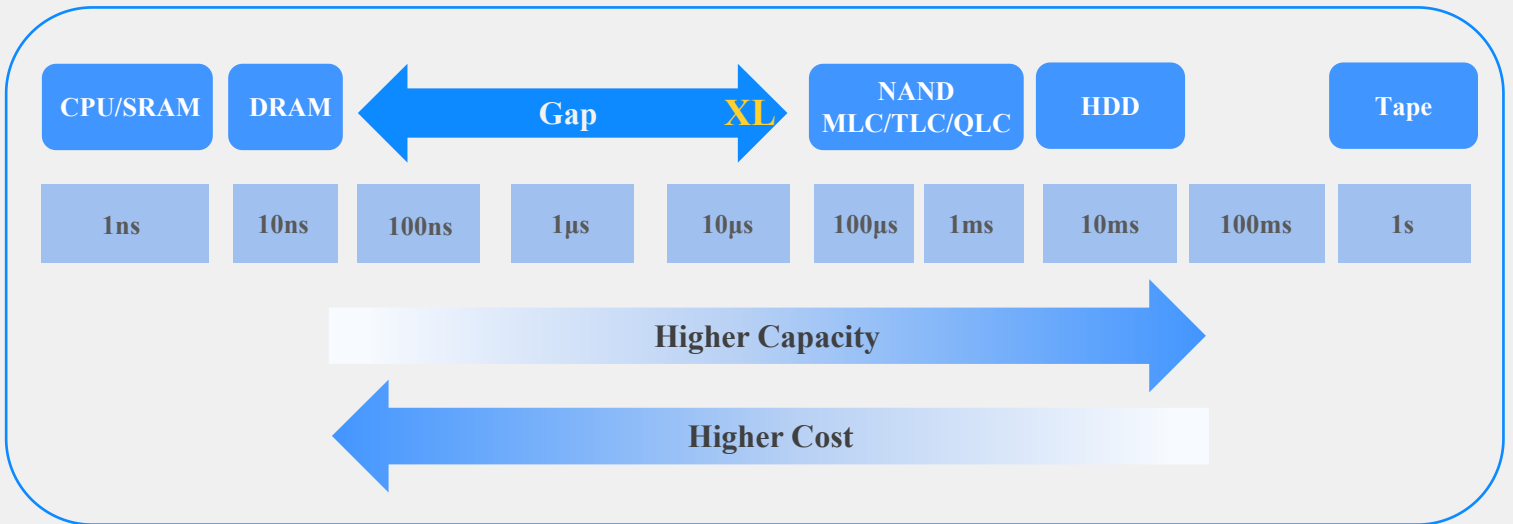 CPU/SRAM
DRAM
Gap
XL
NAND
MLC/TLC/QLC
HDD
Tape
1ns
10ns
100ns
1μs
10μs
100μs
1ms
10ms
100ms
1s
Higher Capacity
Higher Cost